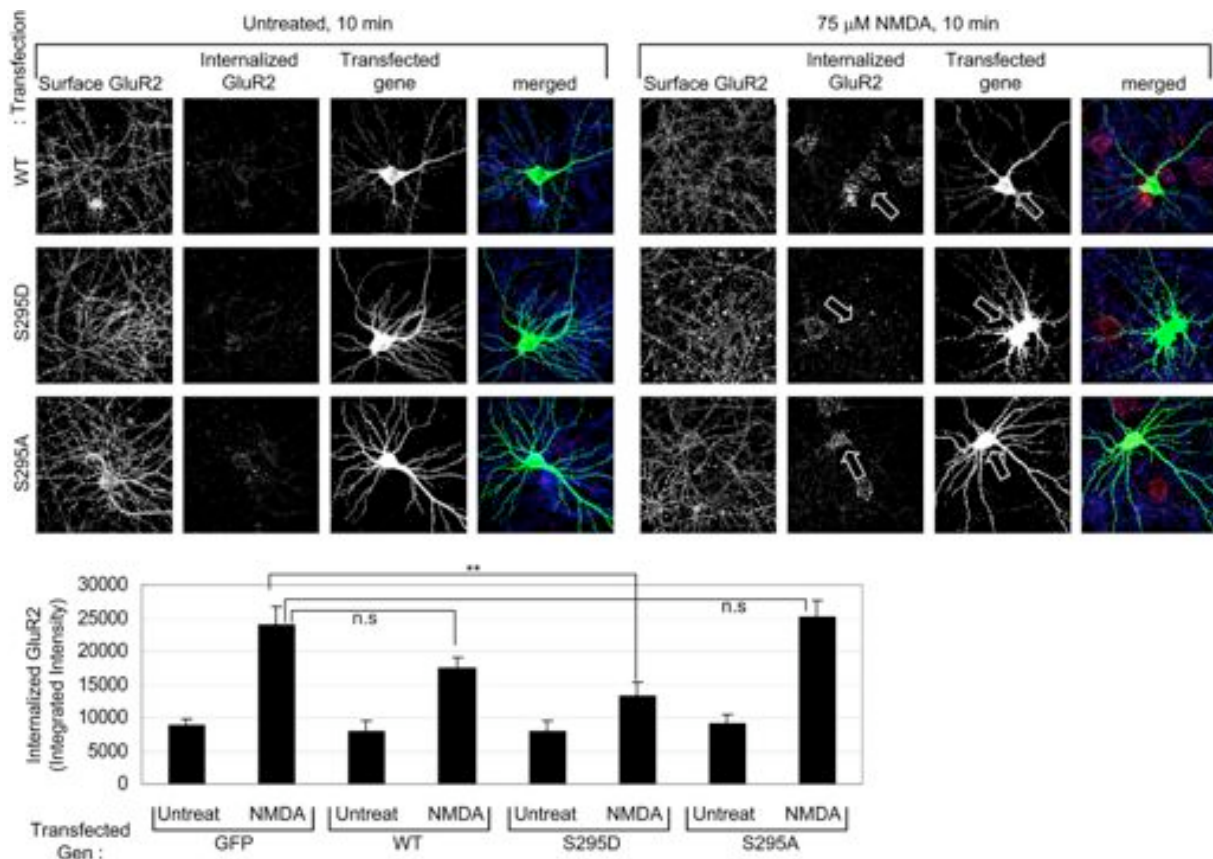 Untreated, 10 min
75 µM NMDA, 10 min
: Transfection
Surface GluR2
Internalized GluR2
Transfected gene
merged
Surface GluR2
Internalized GluR2
Transfected gene
merged
WT
S295D
S295A
Internalized GluR2
(Integrated Intensity)
30000
25000
20000
15000
10000
5000
0
**
n.s
n.s
Untreat NMDA Untreat NMDA Untreat NMDA Untreat NMDA
Transfected Gen :
GFP WT S295D S295A